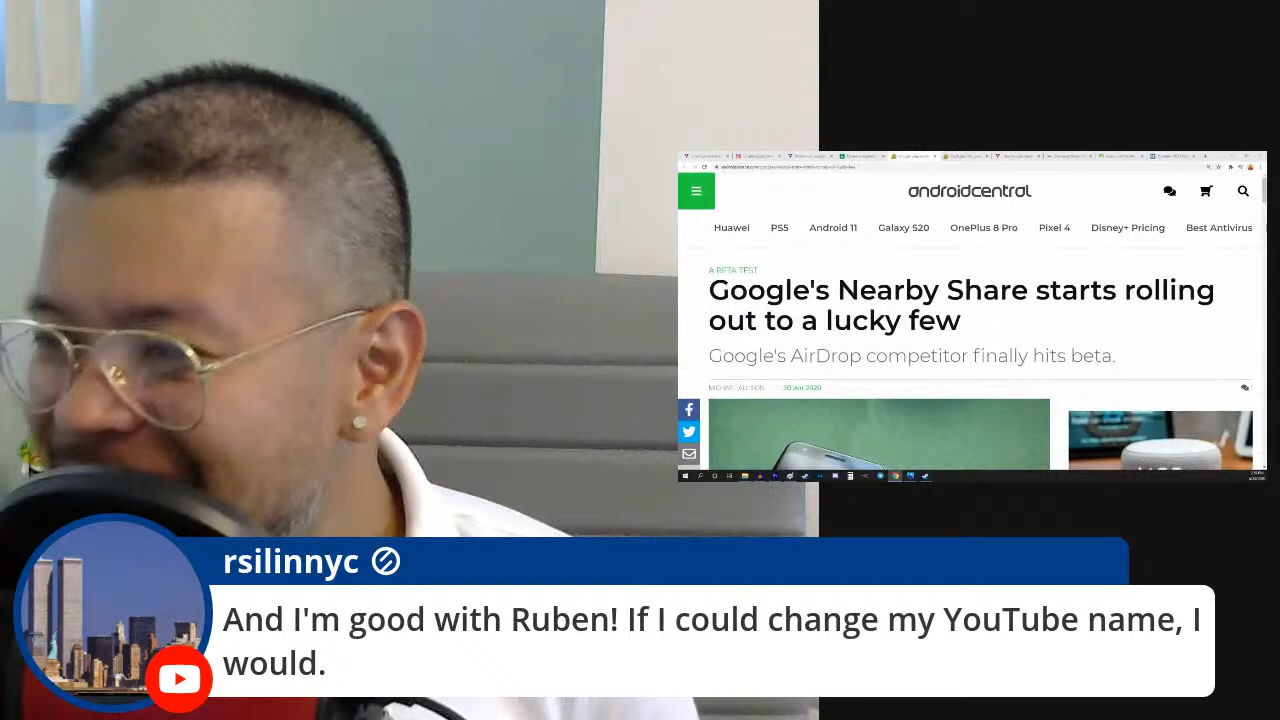 androidcentral
Huawei PS5 Android 11 Galaxy S20 OnePlus 8 Pro Pixel 4 Disney+ Pricing Best Antivirus
A BETA TEST
Google's Nearby Share starts rolling
out to a lucky few
Google's AirDrop competitor finally hits beta.
30 Jun 2020
rsilinnyc
And I'm good with Ruben! If I could change my YouTube name, I
would.